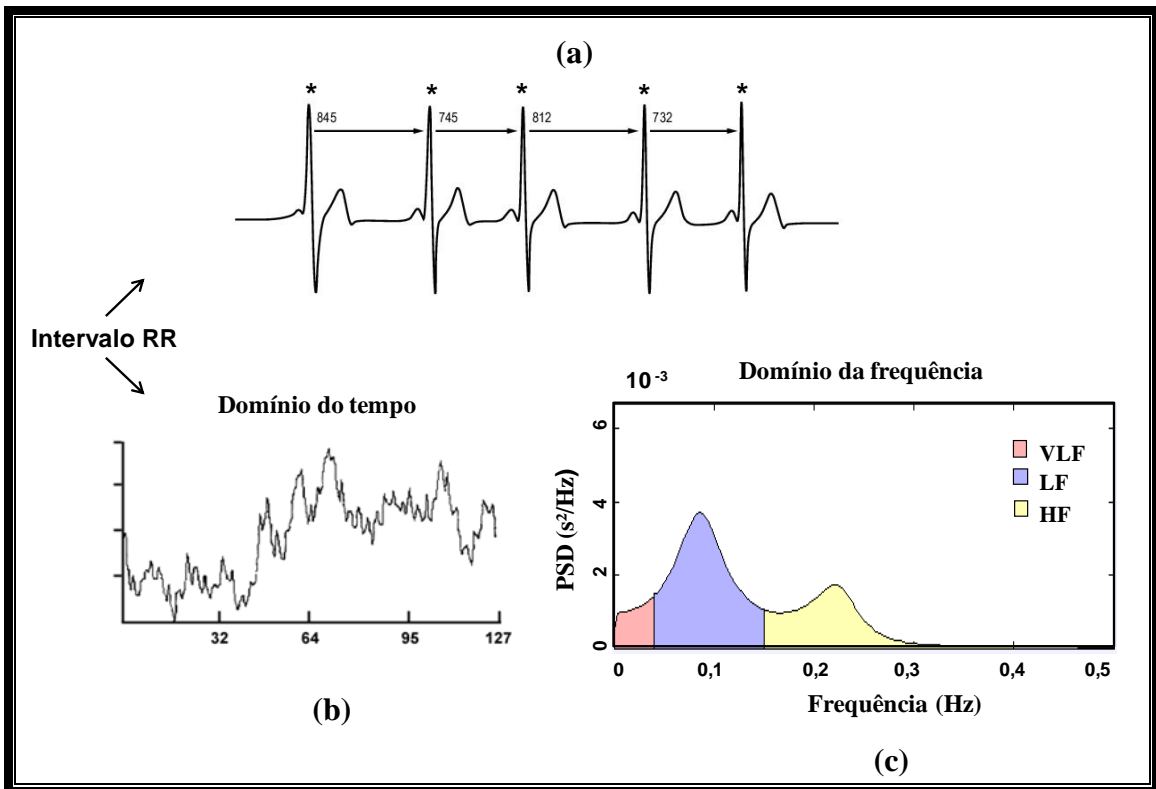 (a)
* * * * *
845 745 812 732
Intervalo RR
Domínio do tempo
32 64 95 127
(b)
Domínio da frequência
10 -3
PSD (s²/Hz)
6
4
2
0
VLF
LF
HF
0 0,1 0,2 0,3 0,4 0,5
Frequência (Hz)
(c)